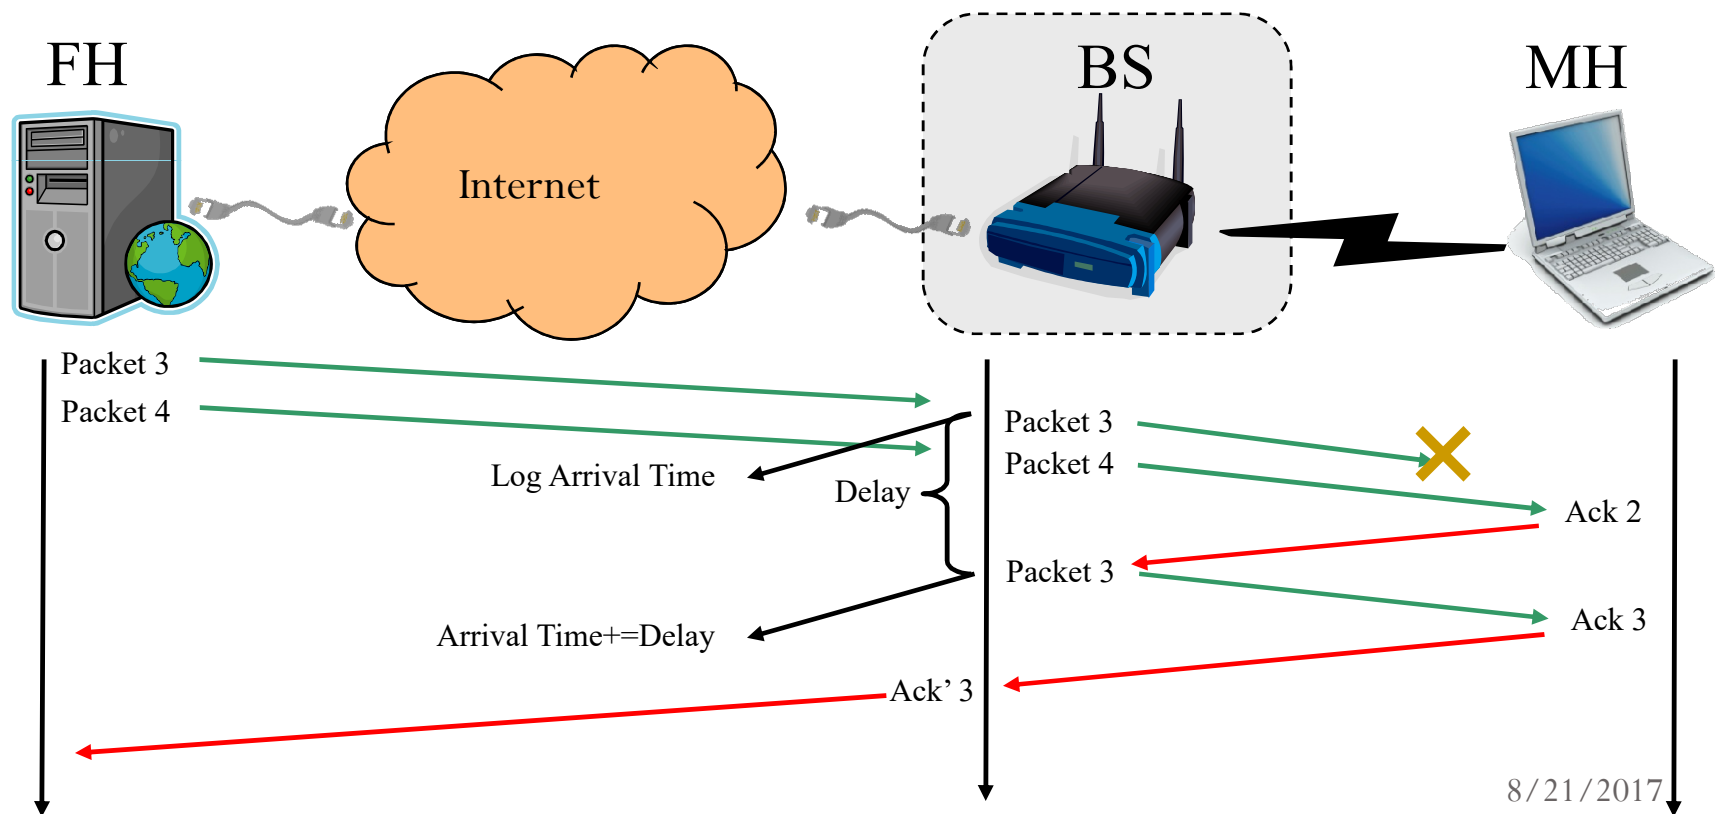 FH
Internet
BS
MH
Packet 3
Packet 4
Log Arrival Time
Delay
Arrival Time+=Delay
Ack’ 3
Packet 3
Packet 4
Packet 3
Ack 2
Ack 3
8/21/2017